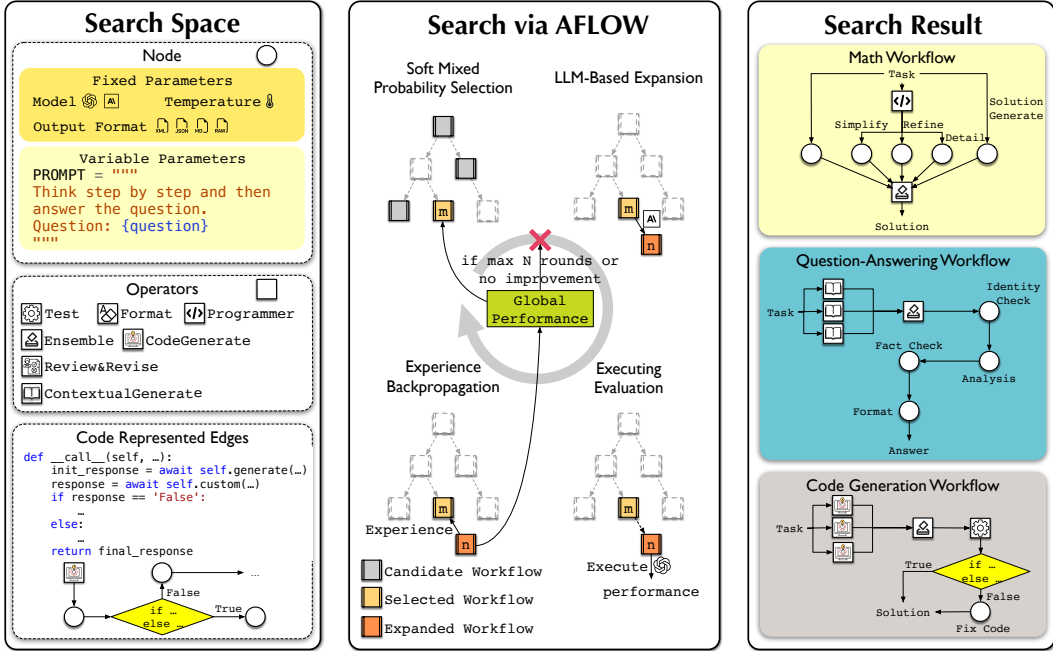 Search Space
Node
Fixed Parameters
Model
Temperature
Output Format
XML
JSON
MD
RAW
Variable Parameters
PROMPT = """
Think step by step and then
answer the question.
Question: {question}
"""
Operators
Test
Format
Programmer
Ensemble
CodeGenerate
Review&Revise
ContextualGenerate
Code Represented Edges
def __call__(self, …):
init_response = await self.generate(…)
response = await self.custom(…)
if response == 'False':
…
else:
…
return final_response
…
False
if …
else …
True
Search via AFLOW
Soft Mixed
Probability Selection
m
LLM-Based Expansion
m
A\
n
if max N rounds or
no improvement
Global
Performance
Experience
Backpropagation
m
Experience
n
Executing
Evaluation
m
n
Execute
performance
Candidate Workflow
Selected Workflow
Expanded Workflow
Search Result
Math Workflow
Task
</>
Solution
Generate
Simplify
Refine
Detail
Solution
Question-Answering Workflow
Task
Identity
Check
Fact Check
Analysis
Format
Answer
Code Generation Workflow
Task
True
if …
else …
False
Solution
Fix Code